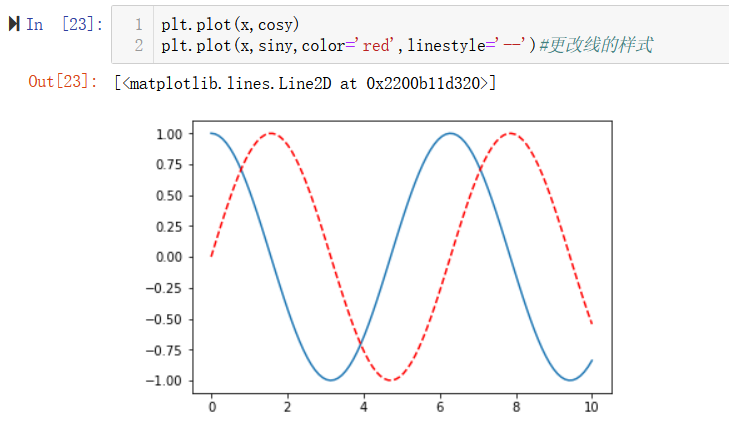 In [23]:
1 plt.plot(x,cosy)
2 plt.plot(x,siny,color='red',linestyle='--')#更改线的样式
Out[23]: [<matplotlib.lines.Line2D at 0x2200b11d320>]
1.00
0.75
0.50
0.25
0.00
−0.25
−0.50
−0.75
−1.00
0 2 4 6 8 10